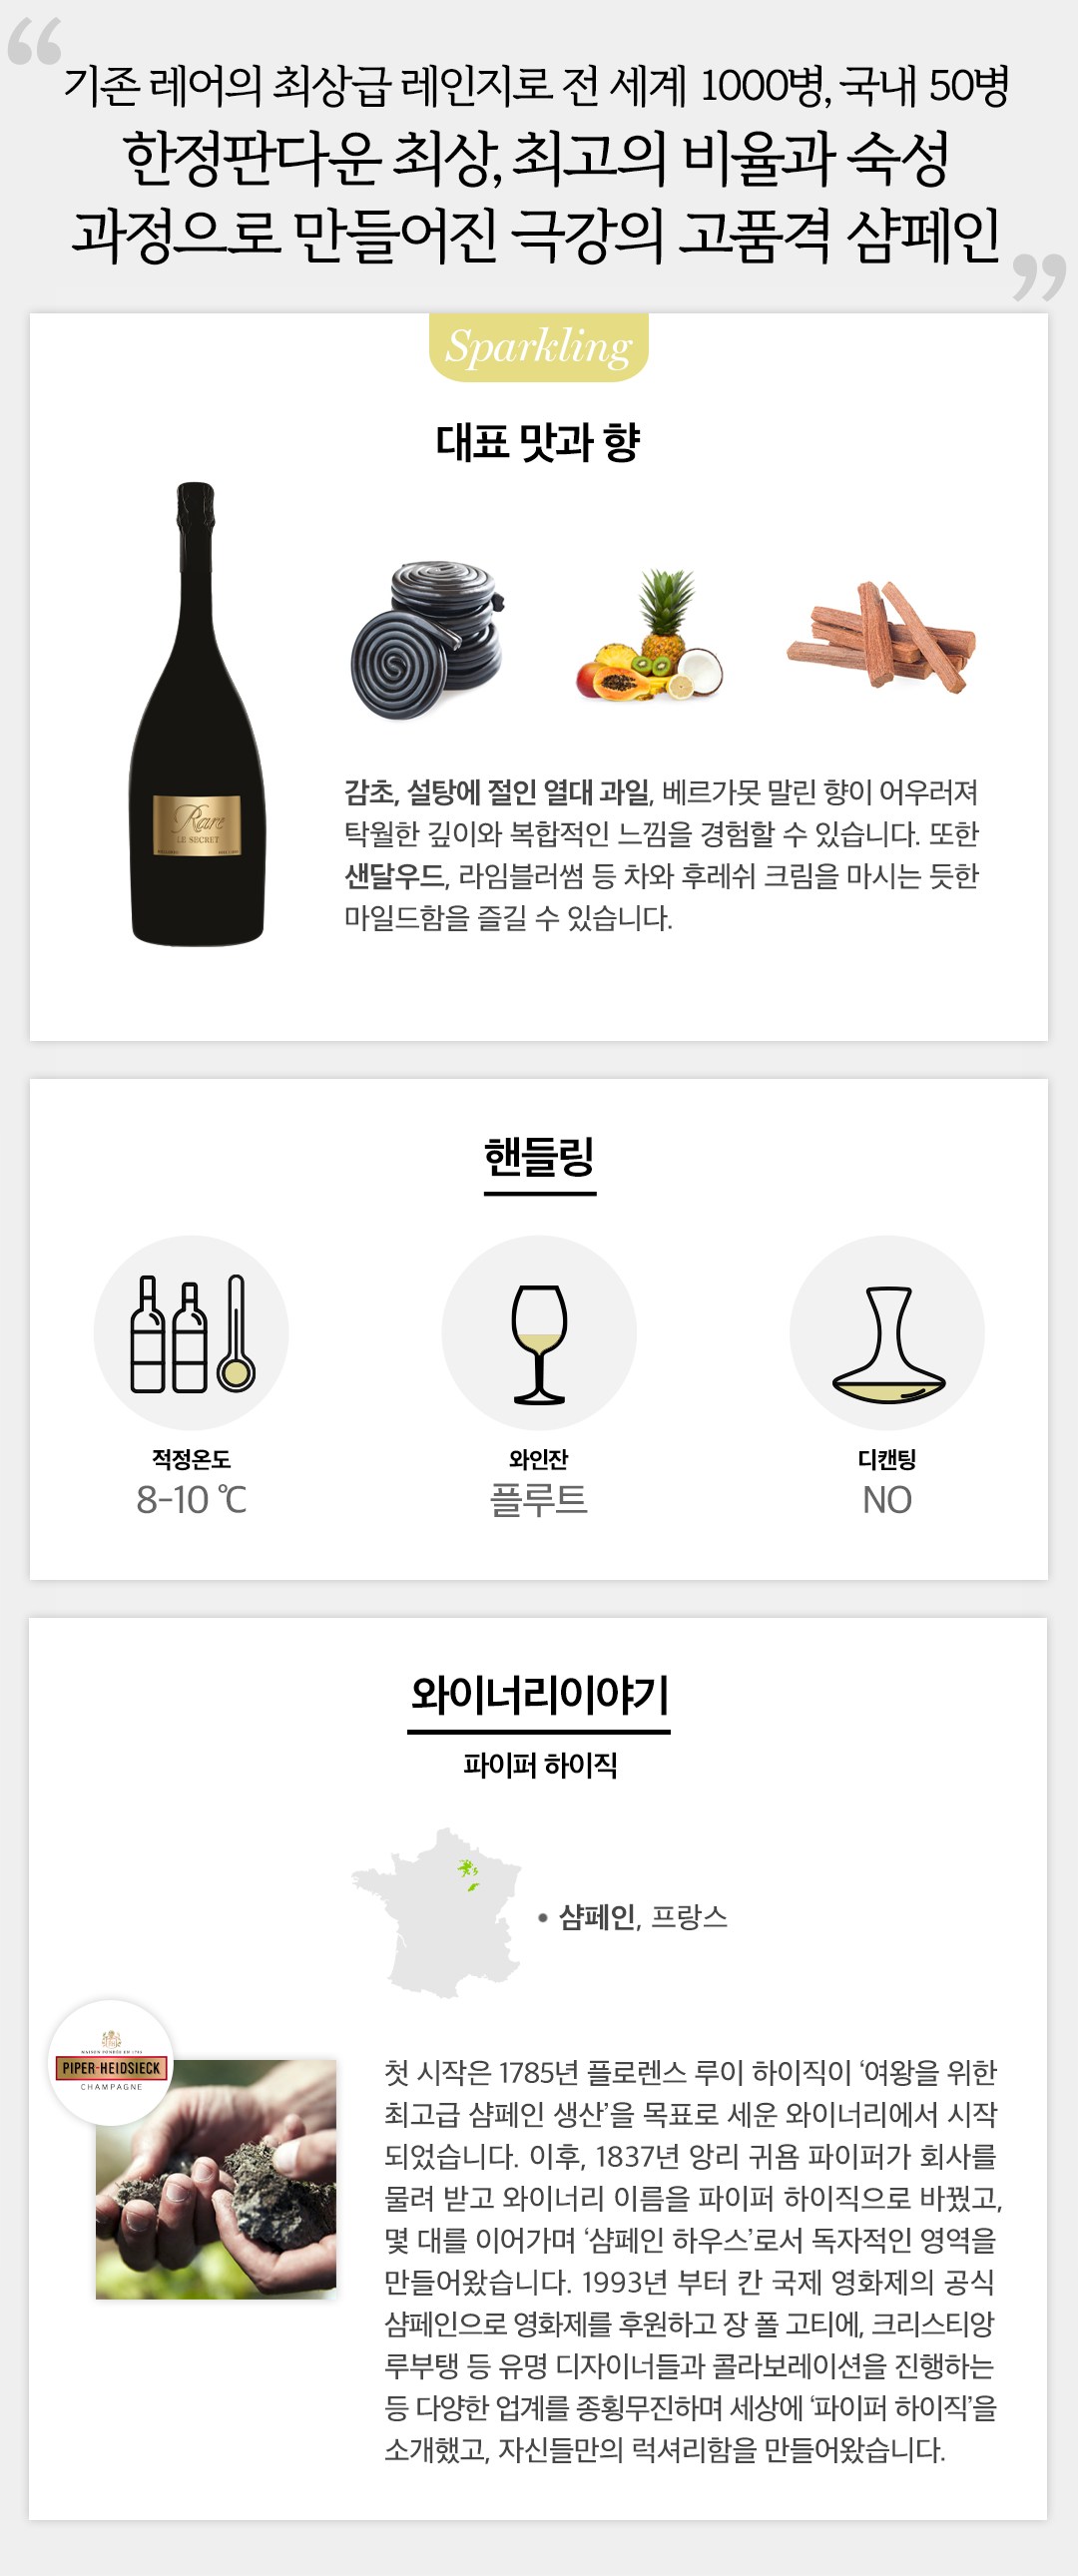 “
기존 레어의 최상급 레인지로 전 세계 1000병, 국내 50병
한정판다운 최상, 최고의 비율과 숙성
과정으로 만들어진 극강의 고품격 샴페인
”
Sparkling
대표 맛과 향
Rare
LE SECRET
감초, 설탕에 절인 열대 과일, 베르가못 말린 향이 어우러져
탁월한 깊이와 복합적인 느낌을 경험할 수 있습니다. 또한
샌달우드, 라임블러썸 등 차와 후레쉬 크림을 마시는 듯한
마일드함을 즐길 수 있습니다.
핸들링
적정온도
8-10 ℃
와인잔
플루트
디캔팅
NO
와이너리이야기
파이퍼 하이직
• 샴페인, 프랑스
MAISON FONDÉE EN 1785
PIPER-HEIDSIECK
CHAMPAGNE
첫 시작은 1785년 플로렌스 루이 하이직이 ‘여왕을 위한
최고급 샴페인 생산’을 목표로 세운 와이너리에서 시작
되었습니다. 이후, 1837년 앙리 귀욤 파이퍼가 회사를
물려 받고 와이너리 이름을 파이퍼 하이직으로 바꿨고,
몇 대를 이어가며 ‘샴페인 하우스’로서 독자적인 영역을
만들어왔습니다. 1993년 부터 칸 국제 영화제의 공식
샴페인으로 영화제를 후원하고 장 폴 고티에, 크리스티앙
루부탱 등 유명 디자이너들과 콜라보레이션을 진행하는
등 다양한 업계를 종횡무진하며 세상에 ‘파이퍼 하이직’을
소개했고, 자신들만의 럭셔리함을 만들어왔습니다.